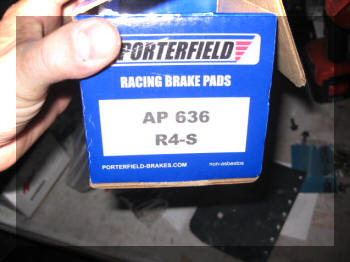 PORTERFIELD
RACING BRAKE PADS
AP 636
R4-S
PORTERFIELD-BRAKES.COM non-asbestos